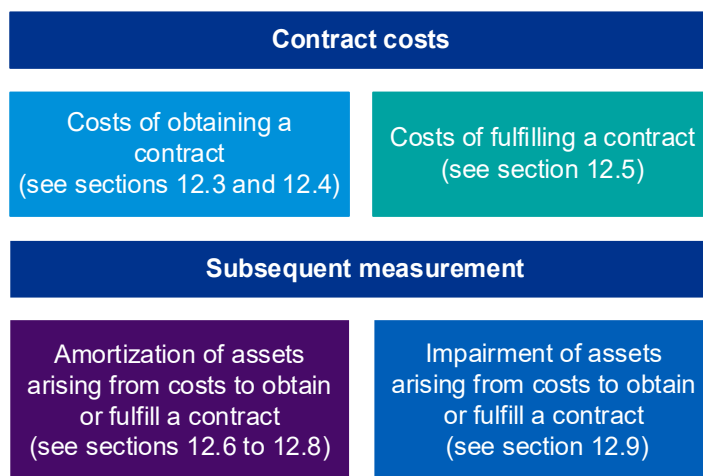 Contract costs
Costs of obtaining a
contract
(see sections 12.3 and 12.4)
Costs of fulfilling a contract
(see section 12.5)
Subsequent measurement
Amortization of assets
arising from costs to obtain
or fulfill a contract
(see sections 12.6 to 12.8)
Impairment of assets
arising from costs to obtain
or fulfill a contract
(see section 12.9)